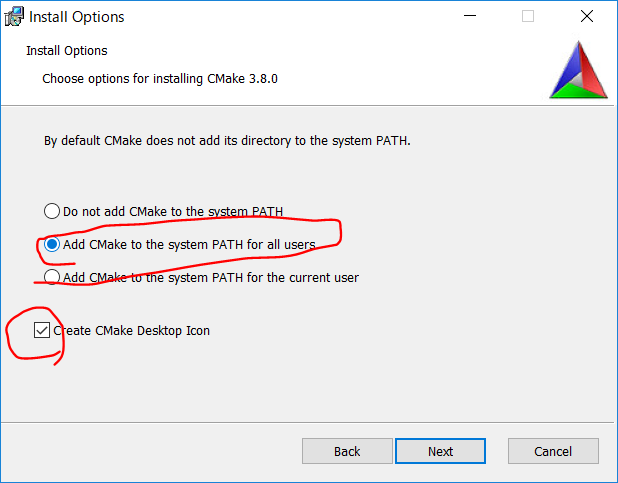 Install Options
Install Options
Choose options for installing CMake 3.8.0
By default CMake does not add its directory to the system PATH.
Do not add CMake to the system PATH
Add CMake to the system PATH for all users
Add CMake to the system PATH for the current user
Create CMake Desktop Icon
Back Next Cancel